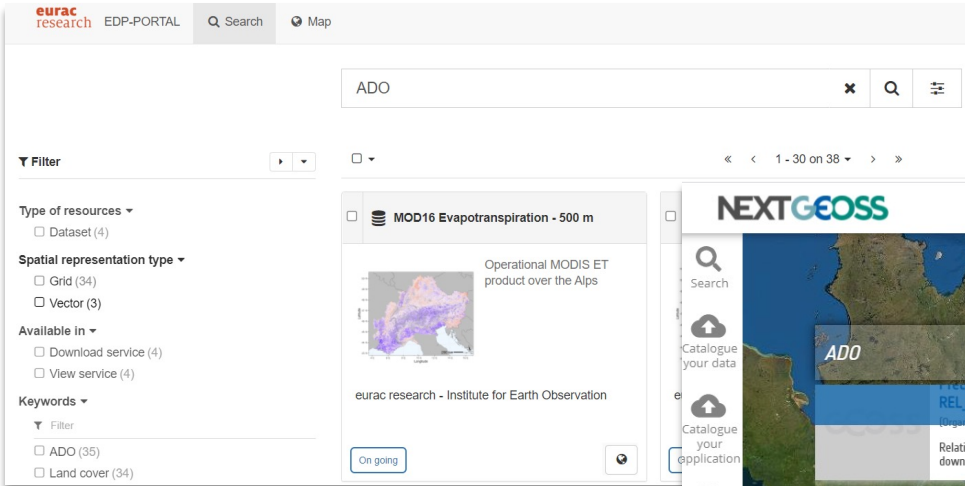 eurac
research EDP-PORTAL Search Map
ADO
Filter
1 - 30 on 38
Type of resources
Dataset (4)
Spatial representation type
Grid (34)
Vector (3)
Available in
Download service (4)
View service (4)
Keywords
Filter
ADO (35)
Land cover (34)
MOD16 Evapotranspiration - 500 m
Operational MODIS ET
product over the Alps
eurac research - Institute for Earth Observation
On going
NEXTGEOSS
Search
Catalogue
your data
Catalogue
your
application
ADO
REL_
Relati
down